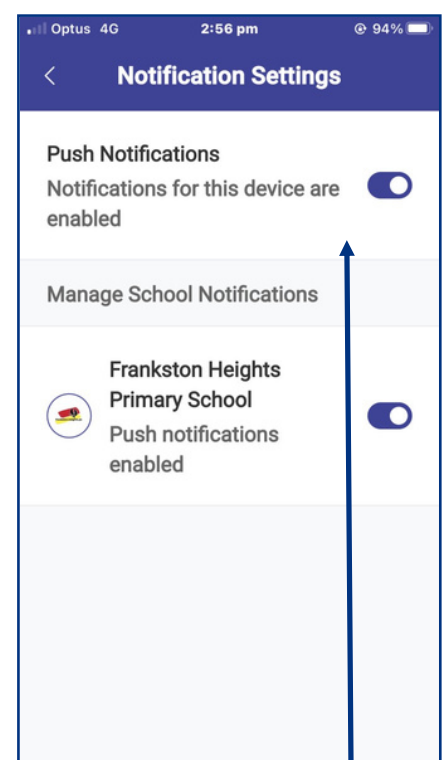 Optus 4G 2:56 pm 94%
Notification Settings
Push Notifications
Notifications for this device are
enabled
Manage School Notifications
Frankston Heights
Primary School
Push notifications
enabled